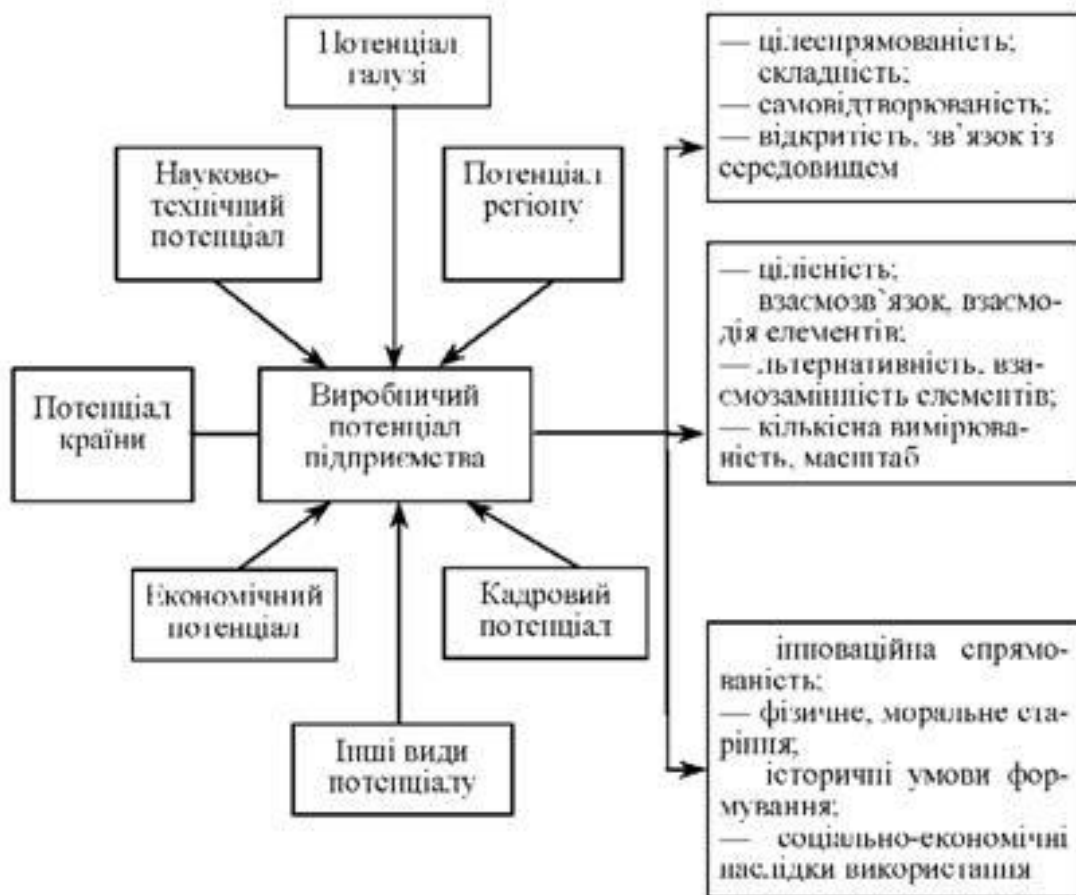 Потенціал
галузі
Науково-
технічний
потенціал
Потенціал
регіону
Потенціал
країни
Виробничий
потенціал
підприємства
Економічний
потенціал
Кадровий
потенціал
Інші види
потенціалу
— цілеспрямованість;
складність;
— самовідтворюваність;
— відкритість, зв`язок із
середовищем
— цілісність;
взаємозв`язок, взаємо-
дія елементів;
— льтернативність, вза-
ємозамінність елементів;
— кількісна вимірюва-
ність, масштаб
інноваційна спрямо-
ваність;
— фізичне, моральне ста-
ріння;
історичні умови фор-
мування;
— соціально-економічні
наслідки використання